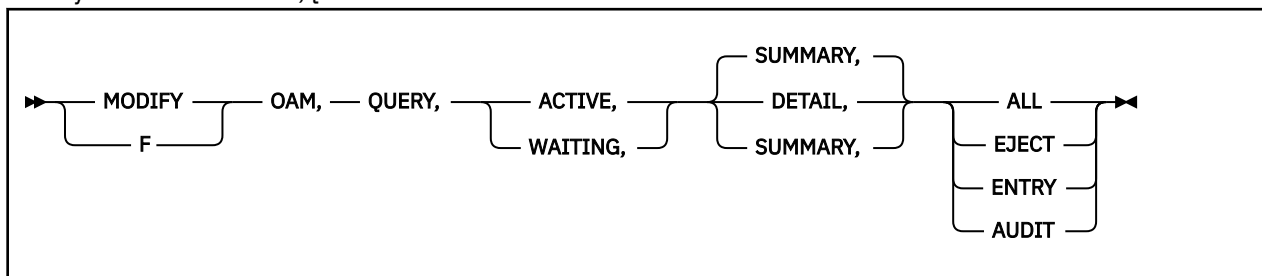 SUMMARY,
MODIFY OAM, QUERY, ACTIVE, DETAIL, ALL
F WAITING, SUMMARY, EJECT
ENTRY
AUDIT